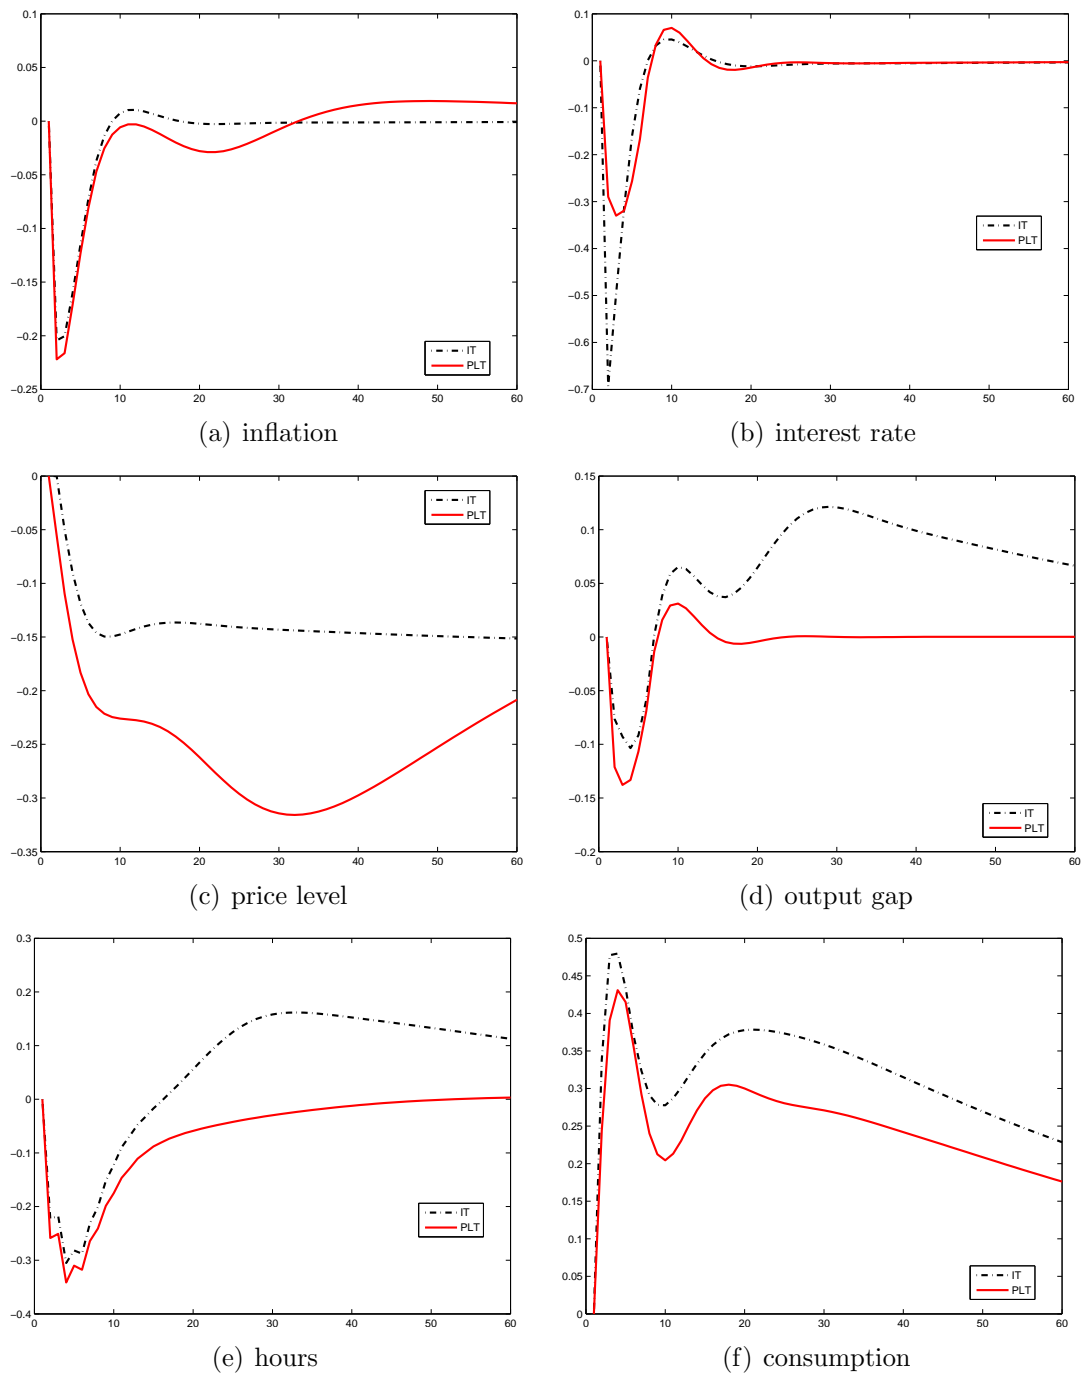 0.1
0.05
0
−0.05
−0.1
−0.15
−0.2
−0.25
0 10 20 30 40 50 60
IT
PLT
(a) inflation
0.1
0
−0.1
−0.2
−0.3
−0.4
−0.5
−0.6
−0.7
0 10 20 30 40 50 60
IT
PLT
(b) interest rate
0
−0.05
−0.1
−0.15
−0.2
−0.25
−0.3
−0.35
0 10 20 30 40 50 60
IT
PLT
(c) price level
0.15
0.1
0.05
0
−0.05
−0.1
−0.15
−0.2
0 10 20 30 40 50 60
IT
PLT
(d) output gap
0.3
0.2
0.1
0
−0.1
−0.2
−0.3
−0.4
0 10 20 30 40 50 60
IT
PLT
(e) hours
0.5
0.45
0.4
0.35
0.3
0.25
0.2
0.15
0.1
0.05
0
0 10 20 30 40 50 60
IT
PLT
(f) consumption